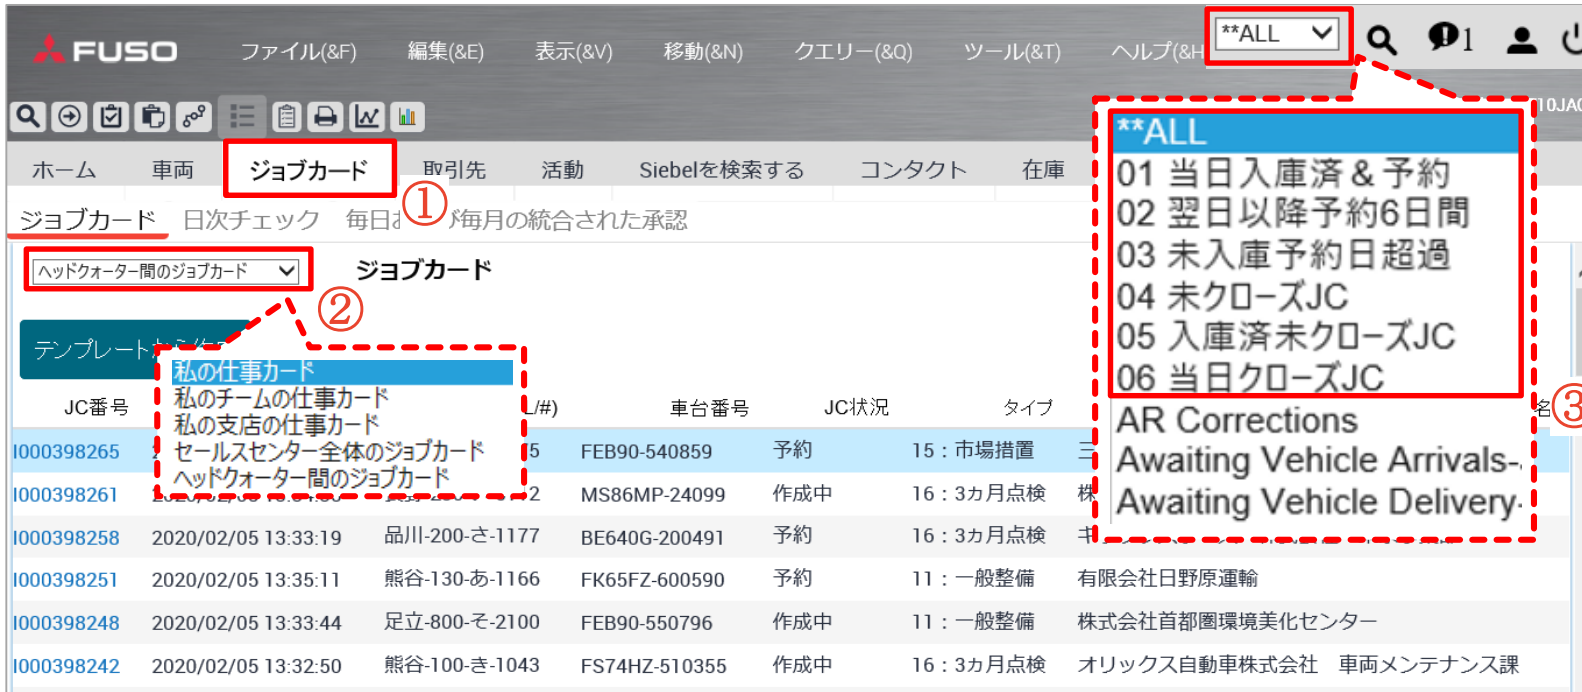 FUSO ファイル(&F) 編集(&E) 表示(&V) 移動(&N) クエリー(&Q) ツール(&T) ヘルプ(&H **ALL 1
10JA
ホーム 車両 ジョブカード 取引先 活動 Siebelを検索する コンタクト 在庫
①
ジョブカード 日次チェック 毎日お び毎月の統合された承認
ヘッドクォーター間のジョブカード ジョブカード
②
テンプレート
私の仕事カード
私のチームの仕事カード
私の支店の仕事カード
セールスセンター全体のジョブカード
ヘッドクォーター間のジョブカード
**ALL
01 当日入庫済&予約
02 翌日以降予約6日間
03 未入庫予約日超過
04 未クローズJC
05 入庫済未クローズJC
06 当日クローズJC
AR Corrections
Awaiting Vehicle Arrivals-
Awaiting Vehicle Delivery-
③
JC番号 /#) 車台番号 JC状況 タイプ 名
I000398265 5 FEB90-540859 予約 15：市場措置 三
I000398261 2 MS86MP-24099 作成中 16：3ヵ月点検 株
I000398258 2020/02/05 13:33:19 品川-200-さ-1177 BE640G-200491 予約 16：3ヵ月点検
I000398251 2020/02/05 13:35:11 熊谷-130-あ-1166 FK65FZ-600590 予約 11：一般整備 有限会社日野原運輸
I000398248 2020/02/05 13:33:44 足立-800-そ-2100 FEB90-550796 作成中 11：一般整備 株式会社首都圏環境美化センター
I000398242 2020/02/05 13:32:50 熊谷-100-き-1043 FS74HZ-510355 作成中 16：3ヵ月点検 オリックス自動車株式会社 車両メンテナンス課